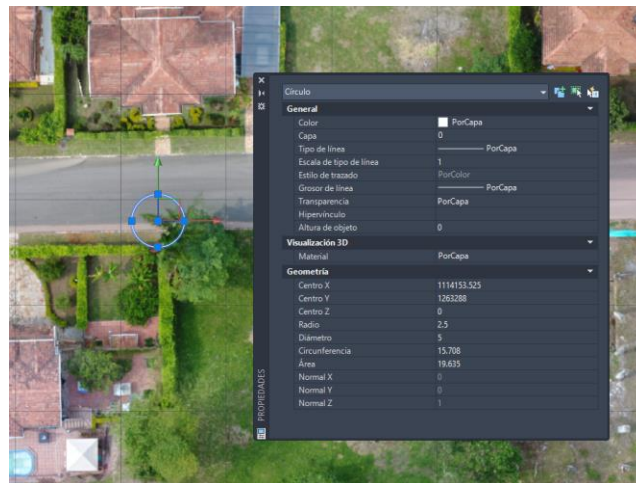 Círculo
General
Color PorCapa
Capa 0
Tipo de línea PorCapa
Escala de tipo de línea 1
Estilo de trazado PorColor
Grosor de línea PorCapa
Transparencia PorCapa
Hipervínculo
Altura de objeto 0
Visualización 3D
Material PorCapa
Geometría
Centro X 1114153.525
Centro Y 1263288
Centro Z 0
Radio 2.5
Diámetro 5
Circunferencia 15.708
Área 19.635
Normal X 0
Normal Y 0
Normal Z 1
PROPIEDADES